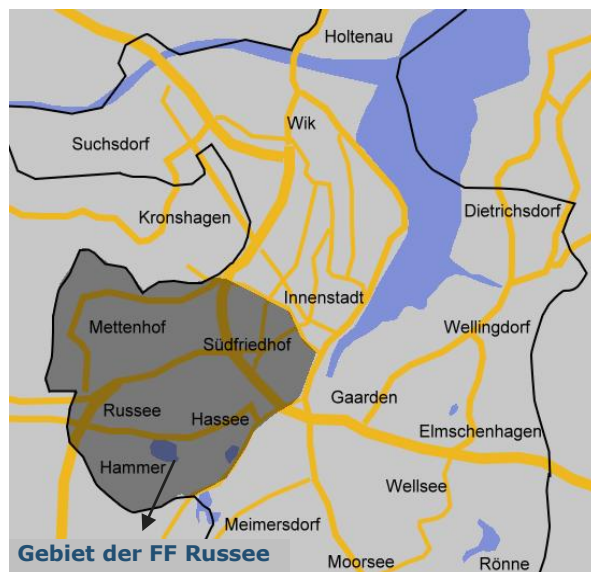 Holtenau
Wik
Suchsdorf
Kronshagen
Dietrichsdorf
Innenstadt
Mettenhof
Wellingdorf
Südfriedhof
Gaarden
Russee
Hassee
Elmschenhagen
Hammer
Wellsee
Meimersdorf
Gebiet der FF Russee
Moorsee
Rönne